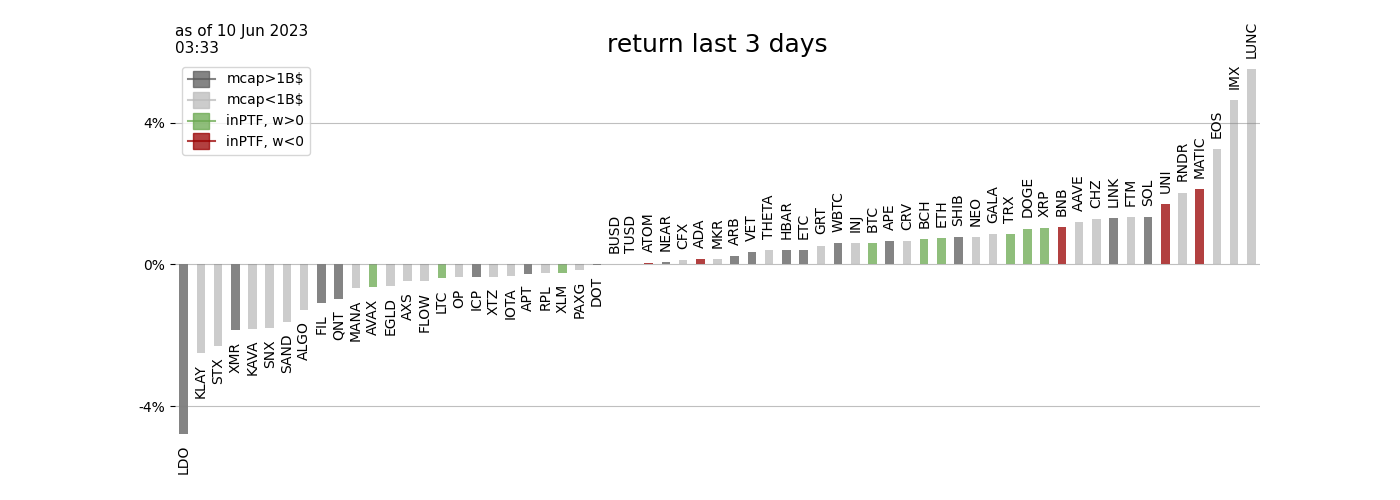 as of 10 Jun 2023
03:33
return last 3 days
mcap>1B$
mcap<1B$
inPTF, w>0
inPTF, w<0
4%
0%
-4%
LDO
KLAY
STX
XMR
KAVA
SNX
SAND
ALGO
FIL
QNT
MANA
AVAX
EGLD
AXS
FLOW
LTC
OP
ICP
XTZ
IOTA
APT
RPL
XLM
PAXG
DOT
BUSD
TUSD
ATOM
NEAR
CFX
ADA
MKR
ARB
VET
THETA
HBAR
ETC
GRT
WBTC
INJ
BTC
APE
CRV
BCH
ETH
SHIB
NEO
GALA
TRX
DOGE
XRP
BNB
AAVE
CHZ
LINK
FTM
SOL
UNI
RNDR
MATIC
EOS
IMX
LUNC